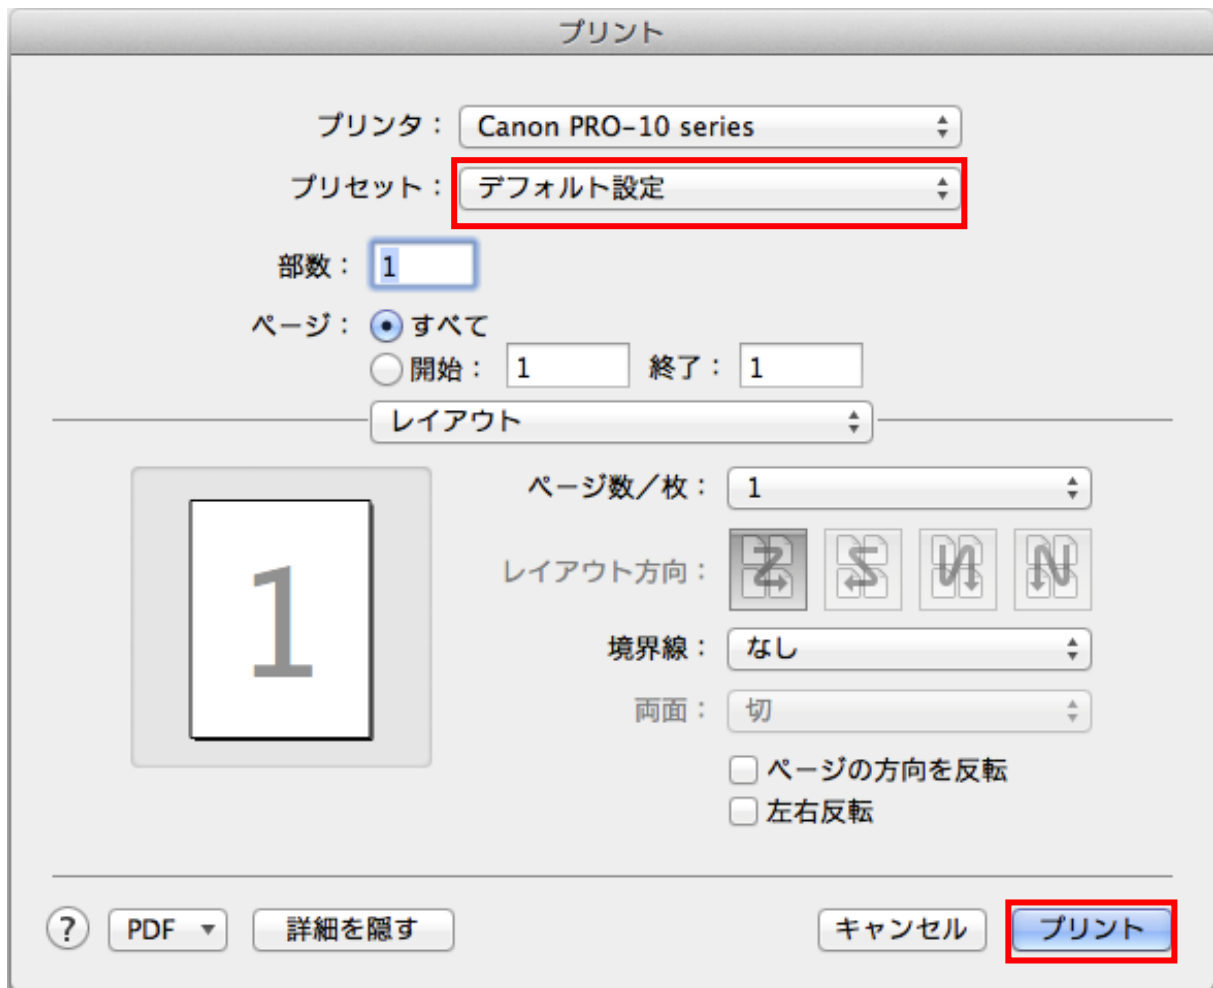 プリント
プリンタ： Canon PRO-10 series
プリセット： デフォルト設定
部数： 1
ページ： すべて
開始： 1 終了： 1
レイアウト
ページ数／枚： 1
1
レイアウト方向：
境界線： なし
両面： 切
ページの方向を反転
左右反転
? PDF 詳細を隠す キャンセル プリント